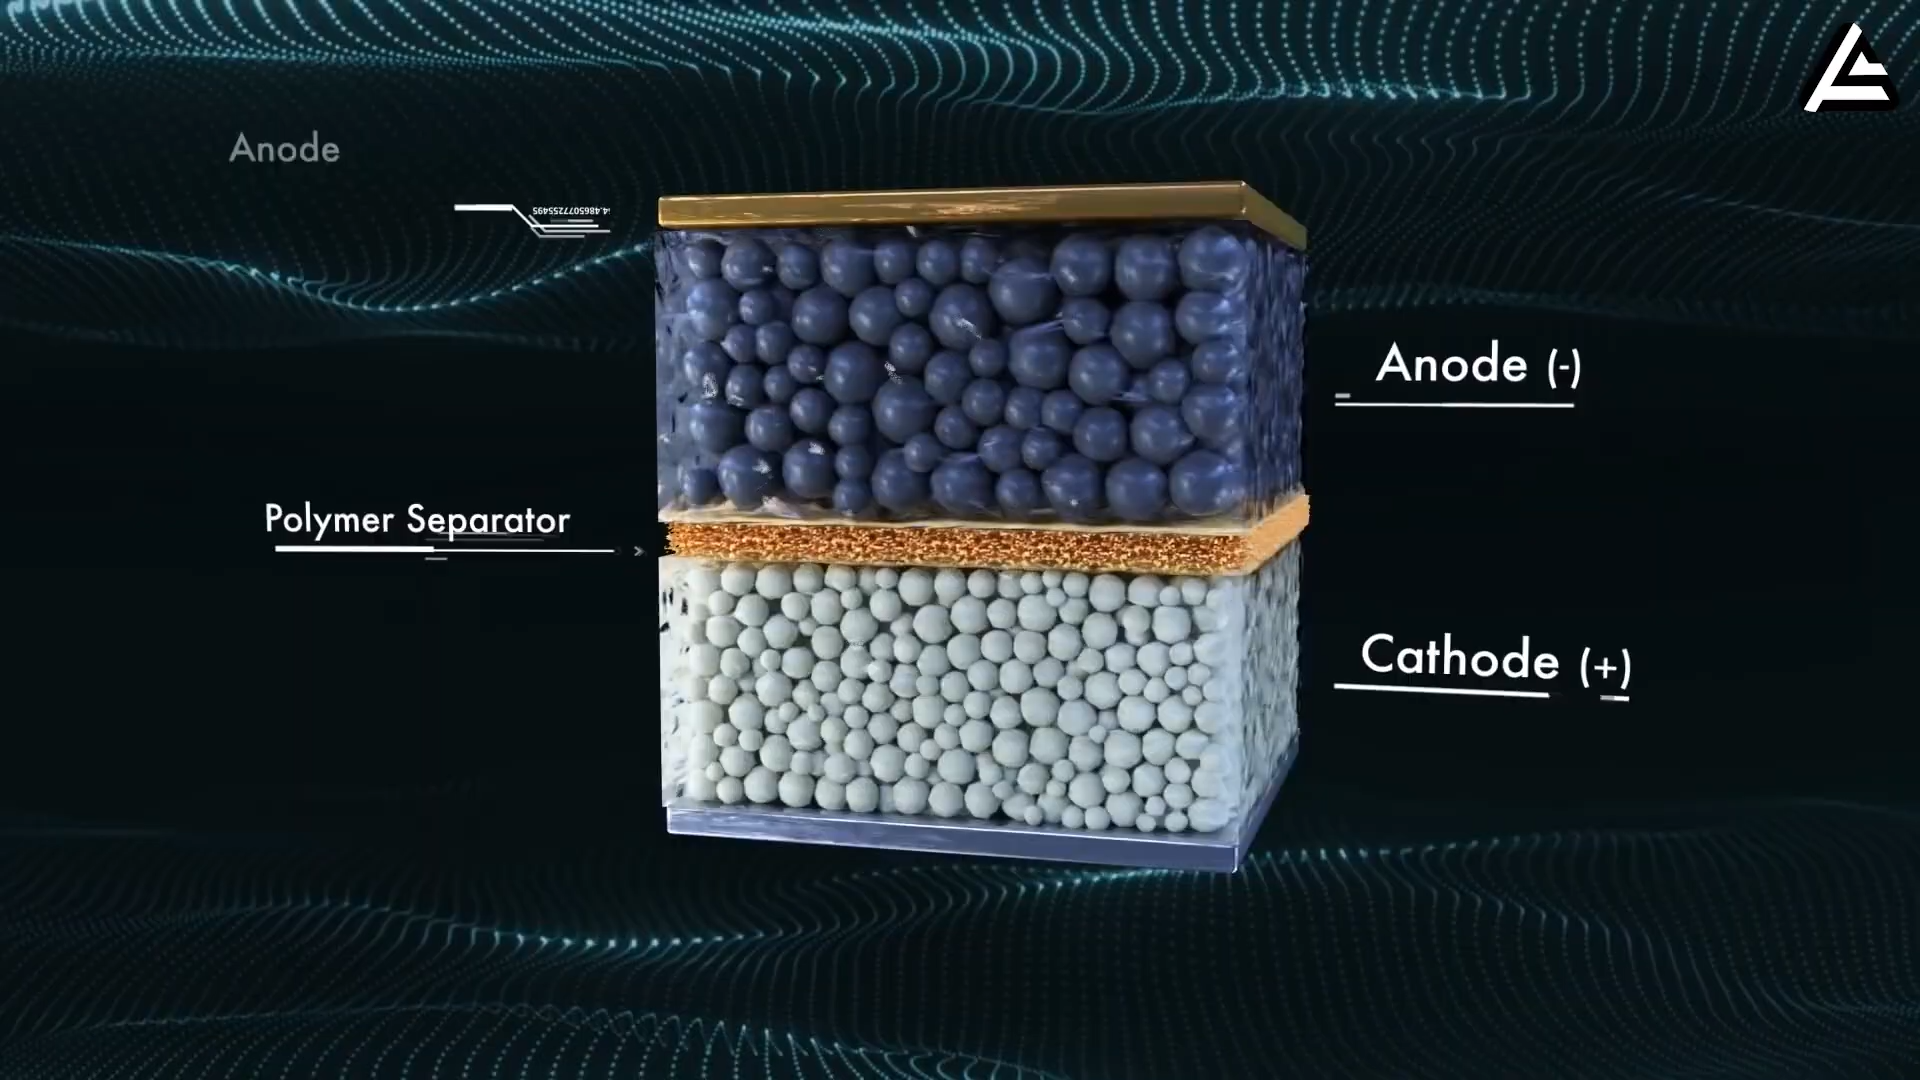 Anode
Anode (-)
Polymer Separator
Cathode (+)